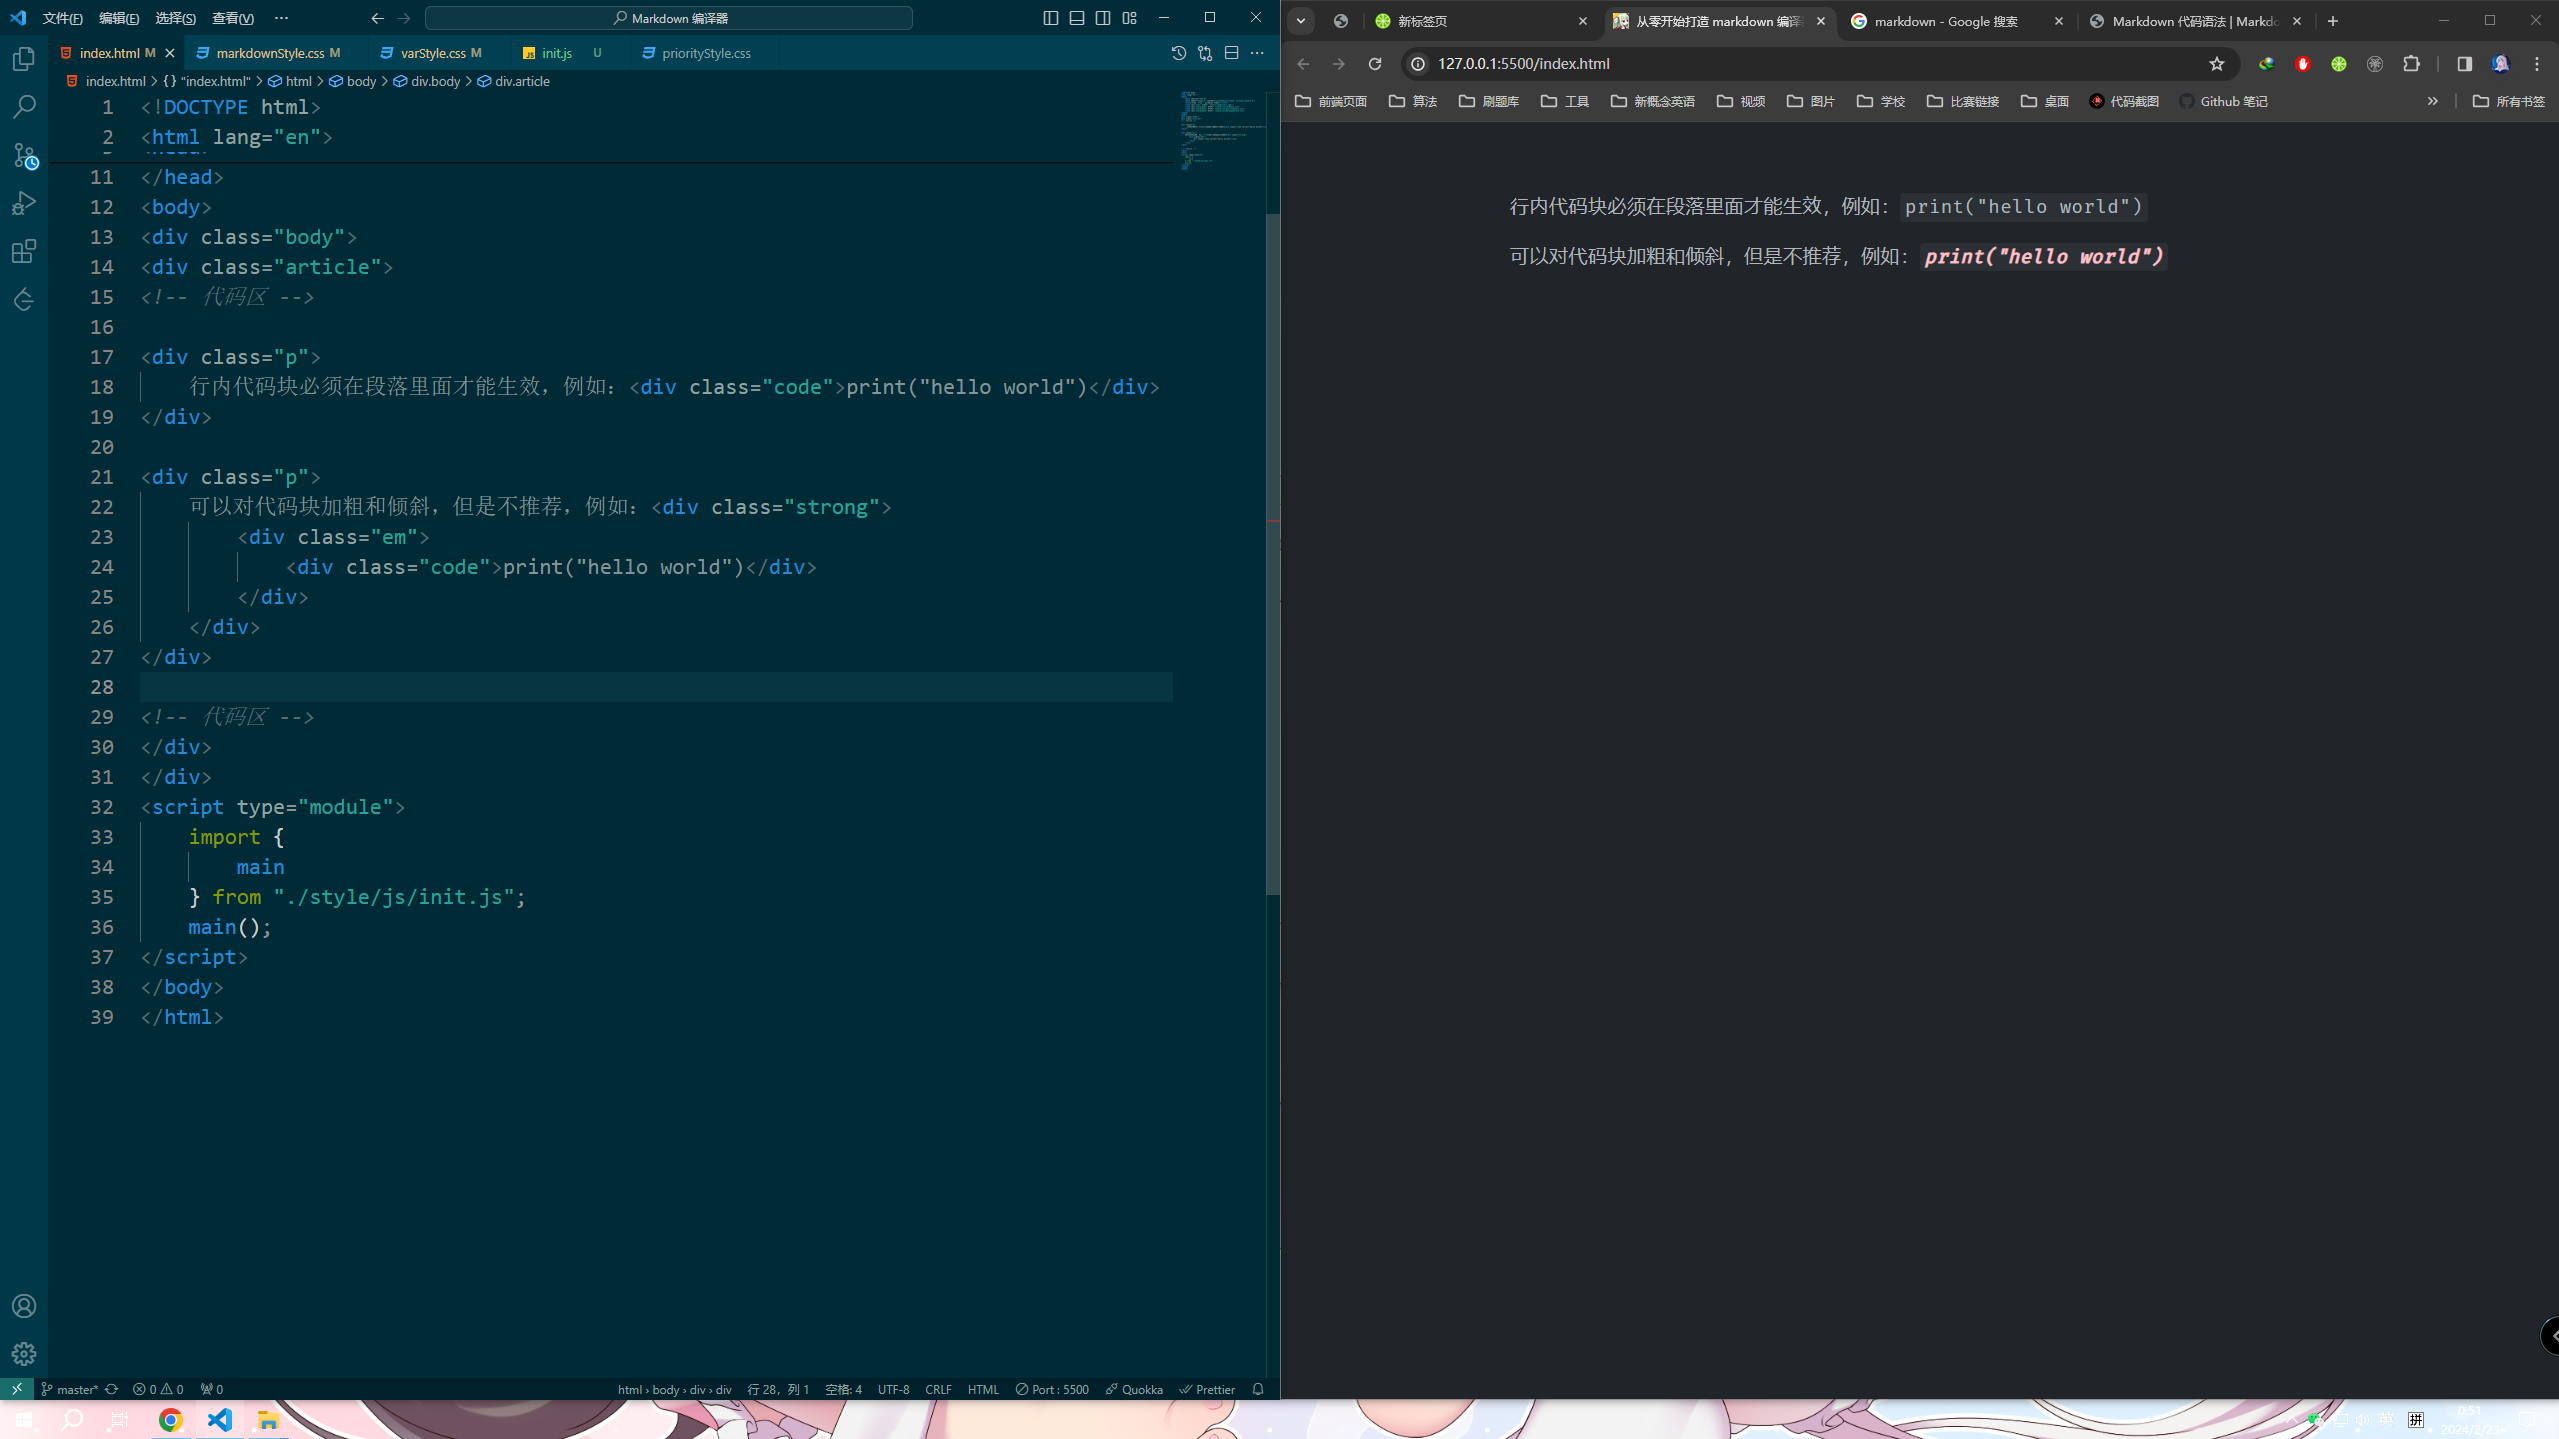 文件(F) 编辑(E) 选择(S) 查看(V) ··· Markdown 编译器
index.html M markdownStyle.css M varStyle.css M init.js U priorityStyle.css
index.html > {} "index.html" > html > body > div.body > div.article
1 <!DOCTYPE html>
2 <html lang="en">
11 </head>
12 <body>
13 <div class="body">
14 <div class="article">
15 <!-- 代码区 -->
16
17 <div class="p">
18 行内代码块必须在段落里面才能生效，例如：<div class="code">print("hello world")</div>
19 </div>
20
21 <div class="p">
22 可以对代码块加粗和倾斜，但是不推荐，例如：<div class="strong">
23 <div class="em">
24 <div class="code">print("hello world")</div>
25 </div>
26 </div>
27 </div>
28
29 <!-- 代码区 -->
30 </div>
31 </div>
32 <script type="module">
33 import {
34 main
35 } from "./style/js/init.js";
36 main();
37 </script>
38 </body>
39 </html>
master* 0 0 0 html › body › div › div 行 28，列 1 空格: 4 UTF-8 CRLF HTML Port : 5500 Quokka Prettier
新标签页 从零开始打造 markdown 编译 markdown - Google 搜索 Markdown 代码语法 | Markdo
127.0.0.1:5500/index.html
前端页面 算法 刷题库 工具 新概念英语 视频 图片 学校 比赛链接 桌面 代码截图 Github 笔记 » 所有书签
行内代码块必须在段落里面才能生效，例如：print("hello world")
可以对代码块加粗和倾斜，但是不推荐，例如：print("hello world")
英 拼 0:51
2024/2/23